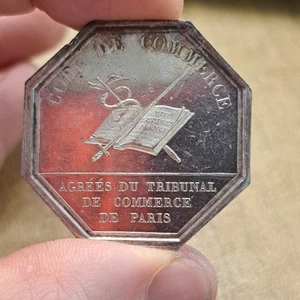 CODE DE COMMERCE
AGRÉÉS DU TRIBUNAL
DE COMMERCE
DE PARIS